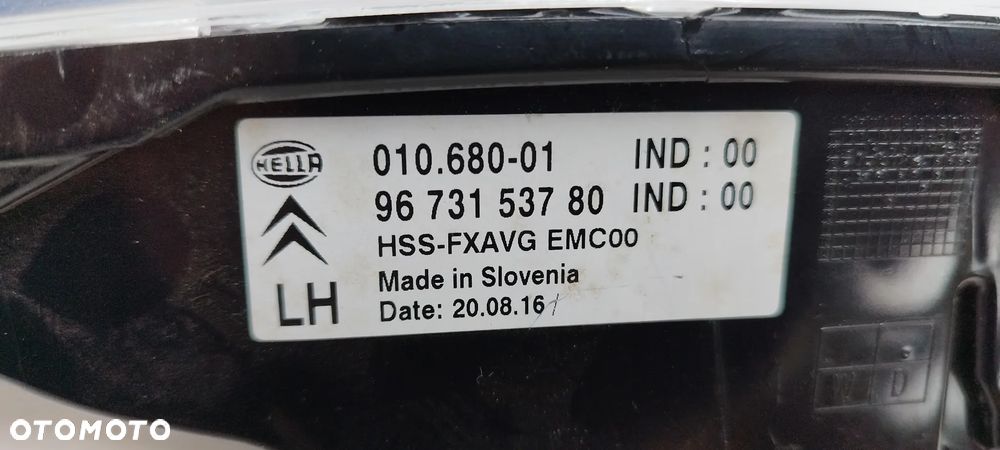 HELLA
010.680-01 IND : 00
96 731 537 80 IND : 00
HSS-FXAVG EMC00
Made in Slovenia
LH
Date: 20.08.16
D
OTOMOTO